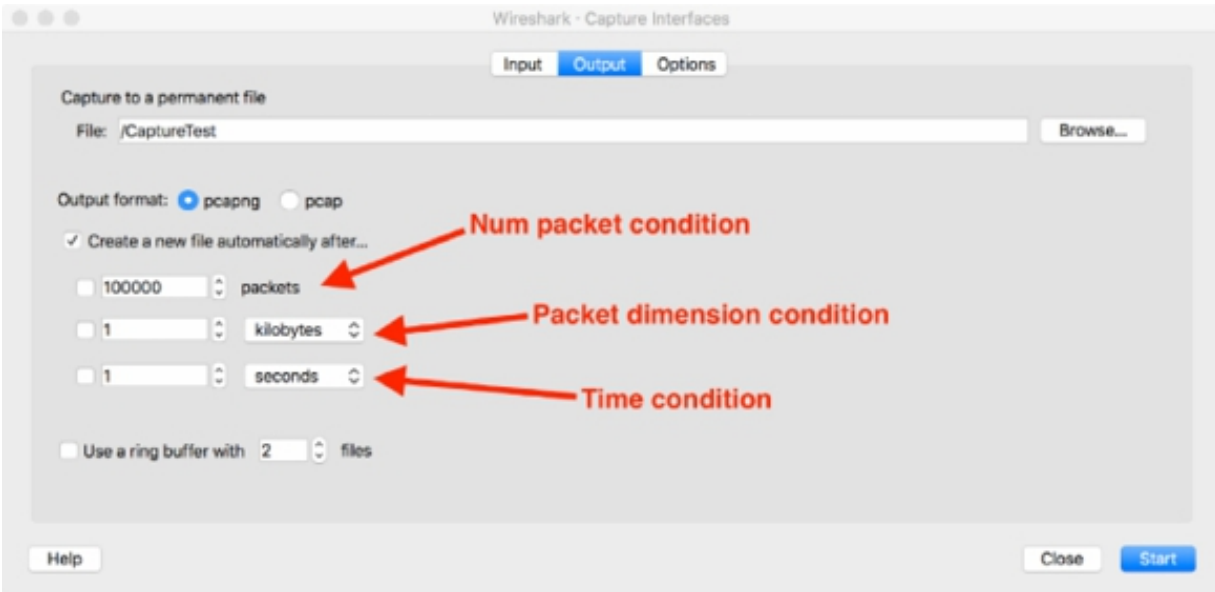 Wireshark · Capture Interfaces
Input Output Options
Capture to a permanent file
File: /CaptureTest Browse...
Output format: pcapng pcap
Num packet condition
Create a new file automatically after...
100000 packets
Packet dimension condition
1 kilobytes
1 seconds
Time condition
Use a ring buffer with 2 files
Help Close Start